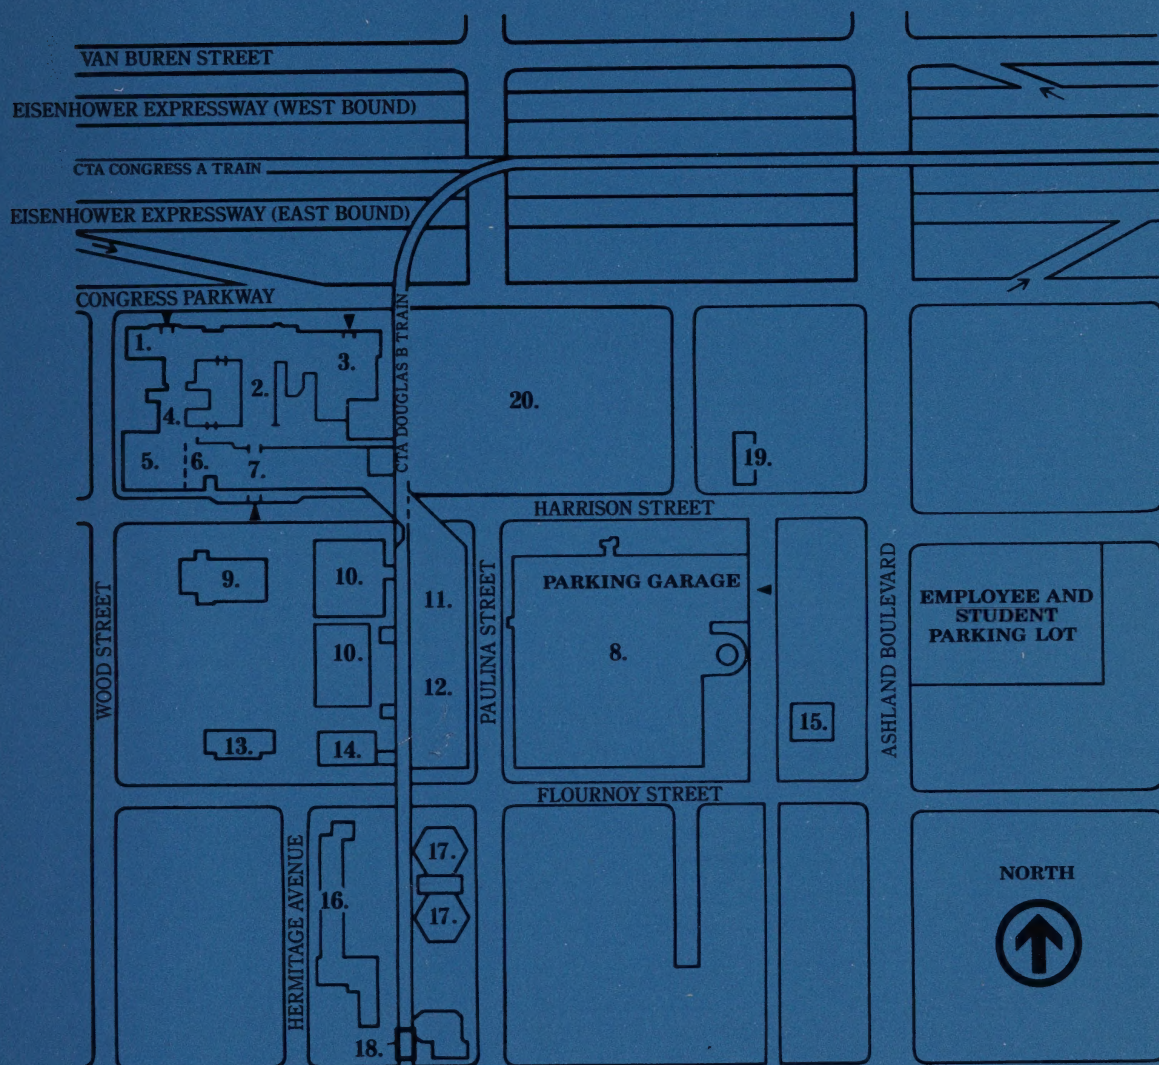 VAN BUREN STREET
EISENHOWER EXPRESSWAY (WEST BOUND)
CTA CONGRESS A TRAIN
EISENHOWER EXPRESSWAY (EAST BOUND)
CONGRESS PARKWAY
CTA DOUGLAS B TRAIN
1.
2.
3.
4.
5.
6.
7.
20.
19.
HARRISON STREET
WOOD STREET
9.
10.
10.
11.
12.
13.
14.
PAULINA STREET
PARKING GARAGE
8.
15.
ASHLAND BOULEVARD
EMPLOYEE AND
STUDENT
PARKING LOT
FLOURNOY STREET
HERMITAGE AVENUE
16.
17.
17.
18.
NORTH